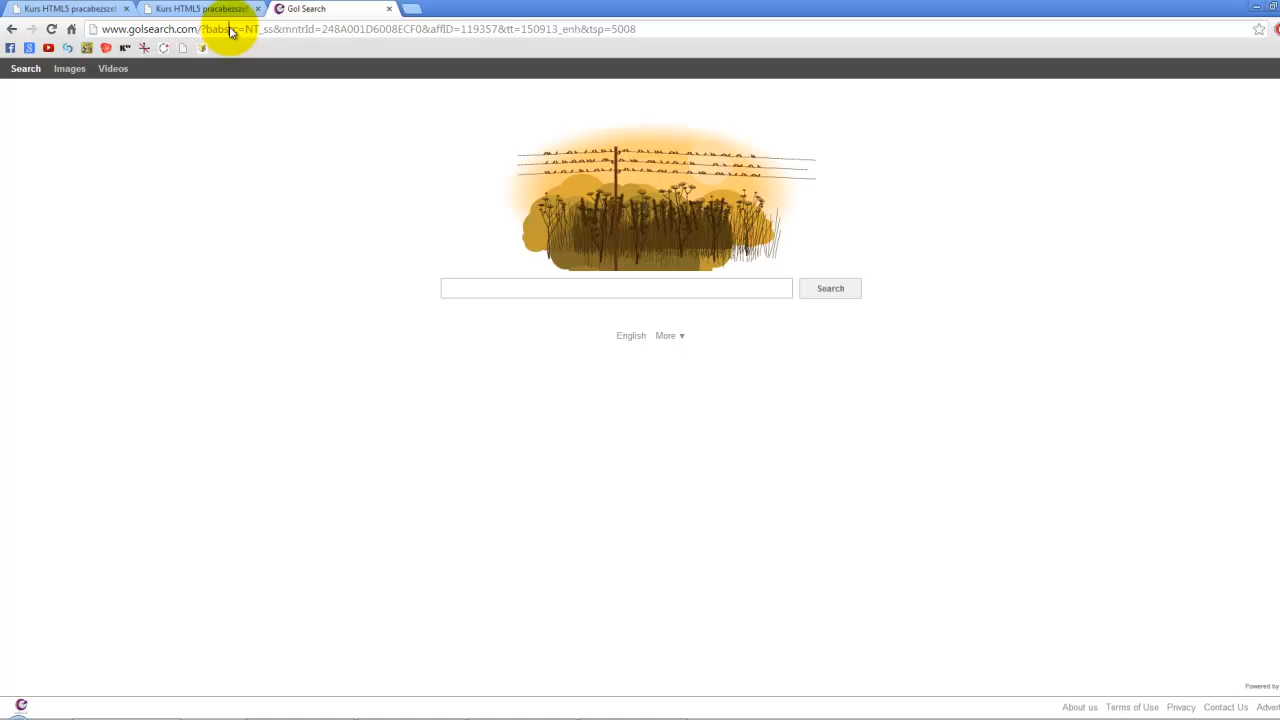 Kurs HTML5 pracabezsze! Kurs HTML5 pracabezsze! Gol Search
www.golsearch.com/?babsrc=NT_ss&mntrId=248A001D6008ECF0&affID=119357&tt=150913_enh&tsp=5008
Search Images Videos
Search
English More ▼
Powered by
About us Terms of Use Privacy Contact Us Adver